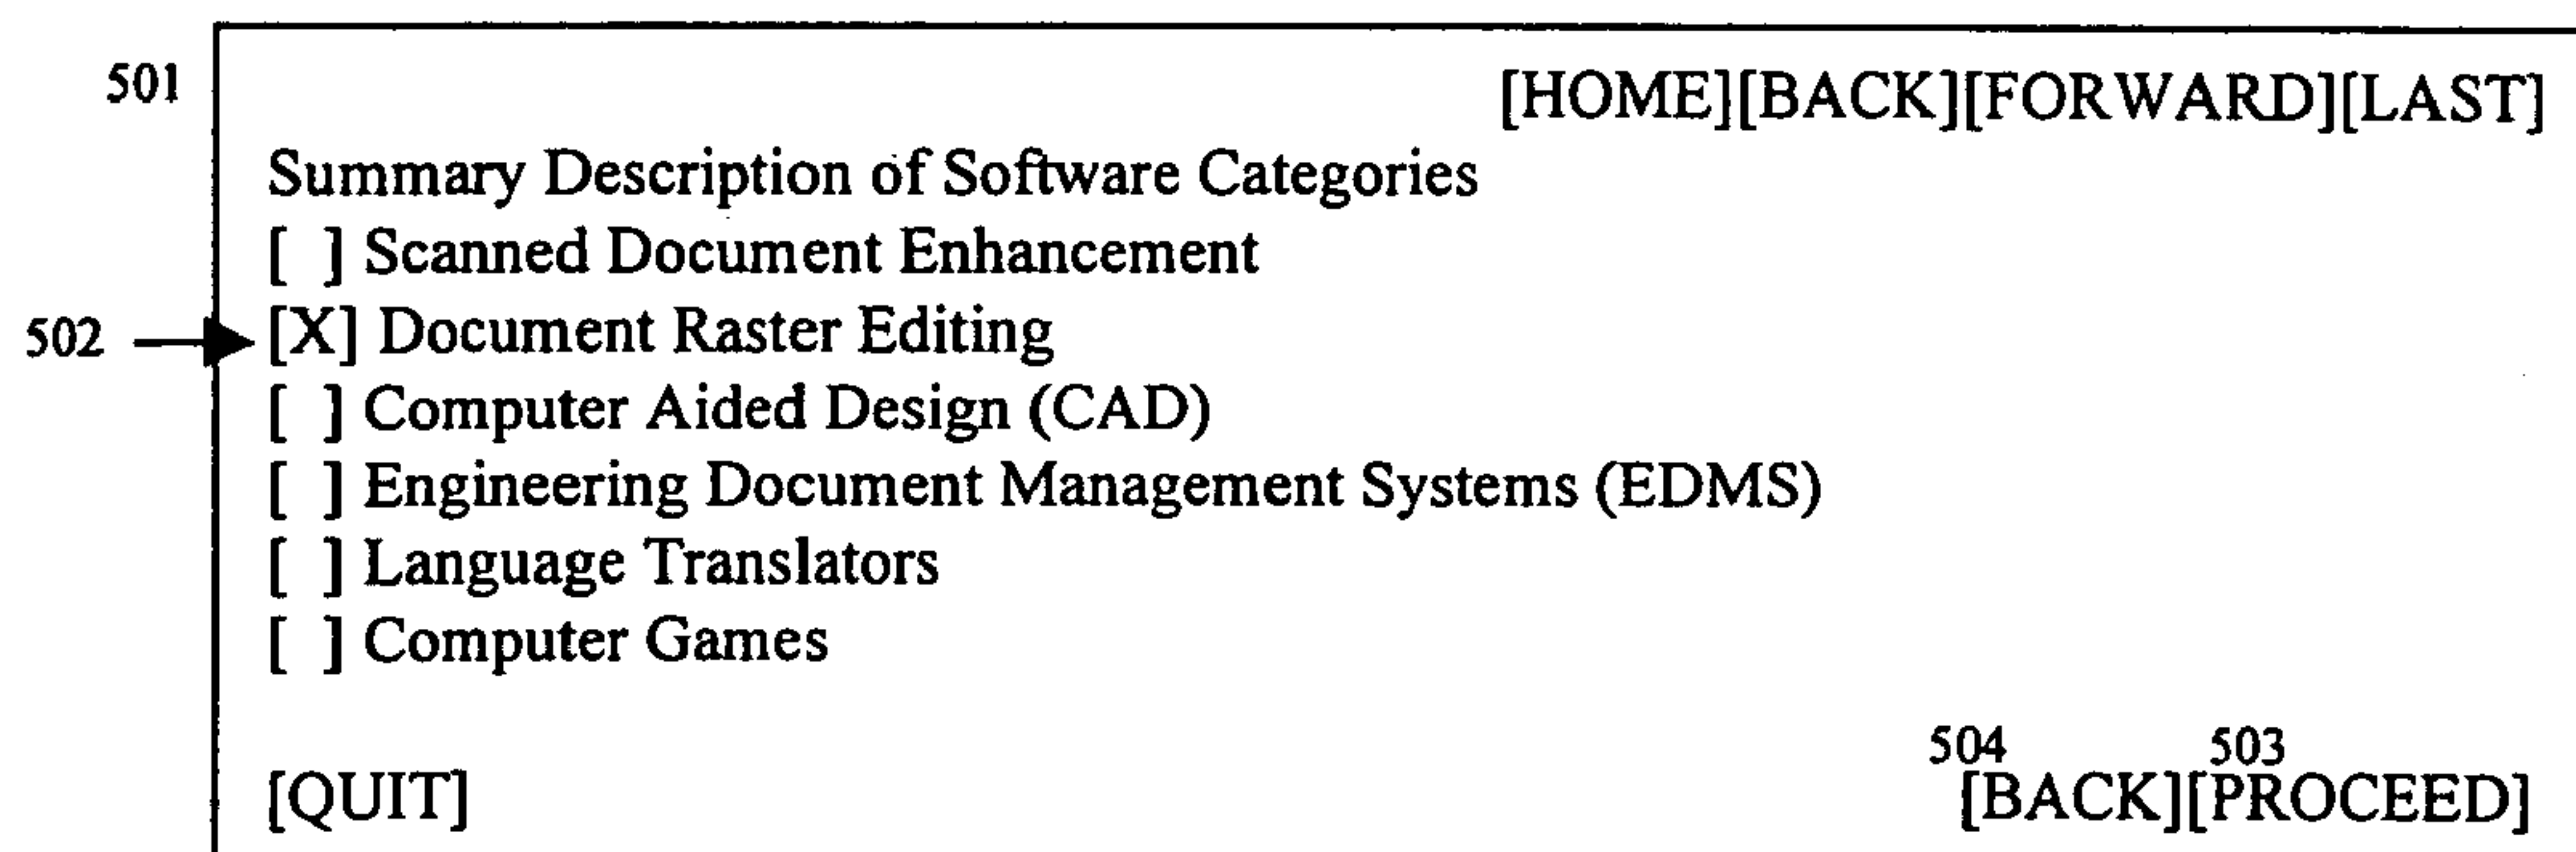 501 [HOME][BACK][FORWARD][LAST]
Summary Description of Software Categories
[ ] Scanned Document Enhancement
502 [X] Document Raster Editing
[ ] Computer Aided Design (CAD)
[ ] Engineering Document Management Systems (EDMS)
[ ] Language Translators
[ ] Computer Games
504 503
[QUIT] [BACK][PROCEED]